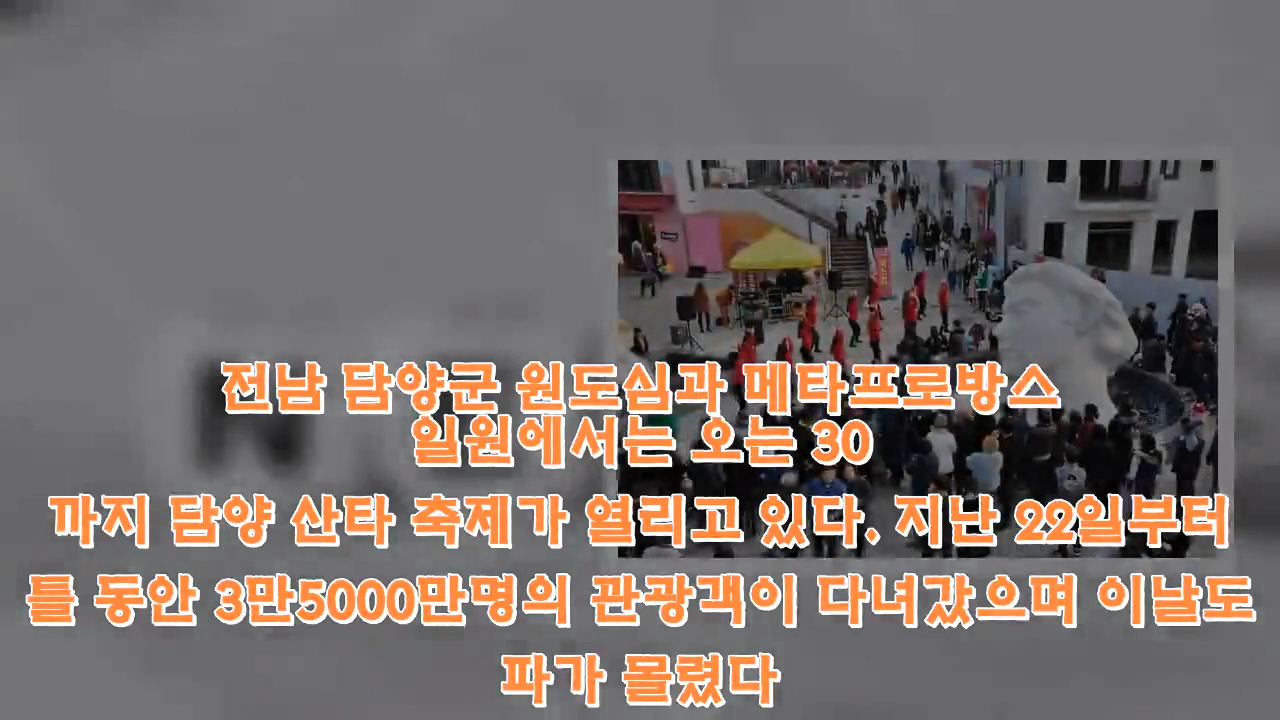 전남 담양군 원도심과 메타프로방스
일원에서는 오는 30
까지 담양 산타 축제가 열리고 있다. 지난 22일부터
틀 동안 3만5000만명의 관광객이 다녀갔으며 이날도
파가 몰렸다